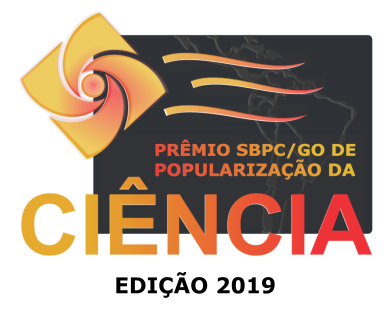 PRÊMIO SBPC/GO DE
POPULARIZAÇÃO DA
CIÊNCIA
EDIÇÃO 2019